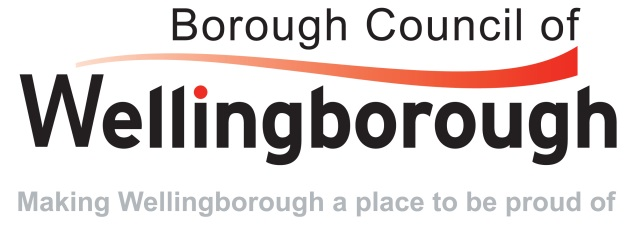 Borough Council of
Wellingborough
Making Wellingborough a place to be proud of